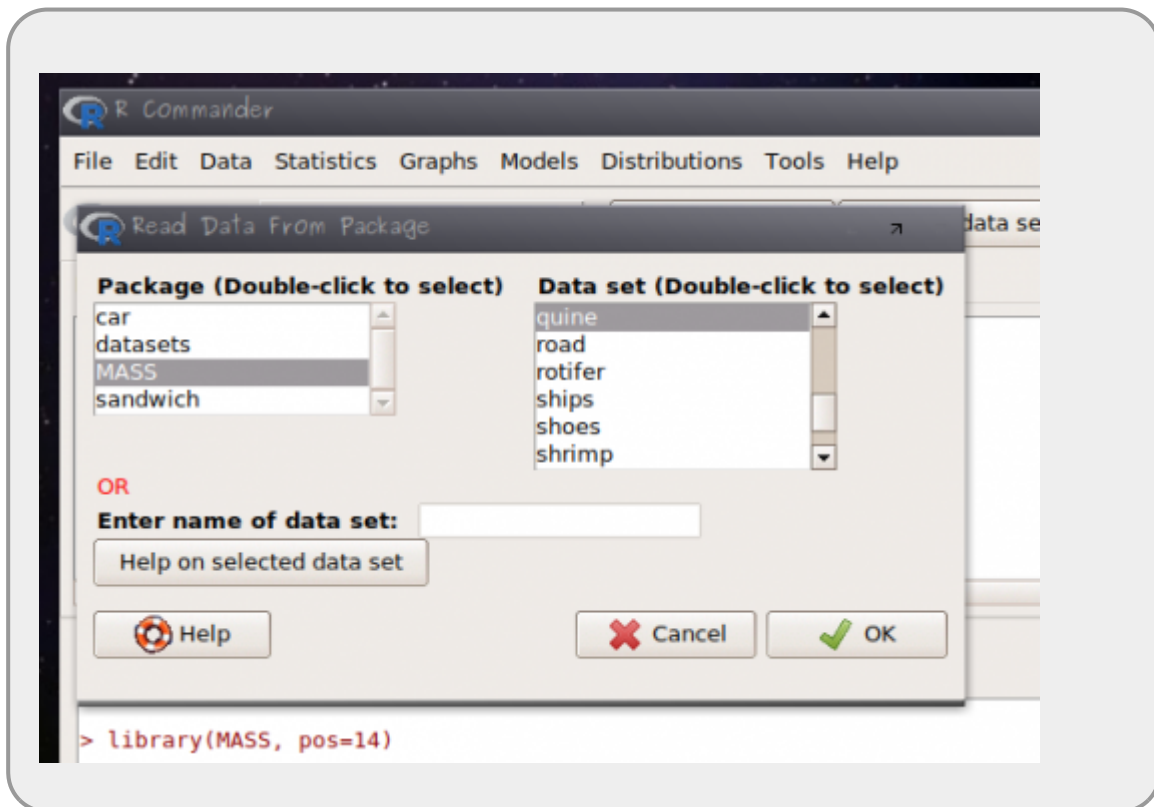 R Commander
File Edit Data Statistics Graphs Models Distributions Tools Help
data se
Read Data From Package
Package (Double-click to select)
car
datasets
MASS
sandwich
Data set (Double-click to select)
quine
road
rotifer
ships
shoes
shrimp
OR
Enter name of data set:
Help on selected data set
Help Cancel OK
> library(MASS, pos=14)